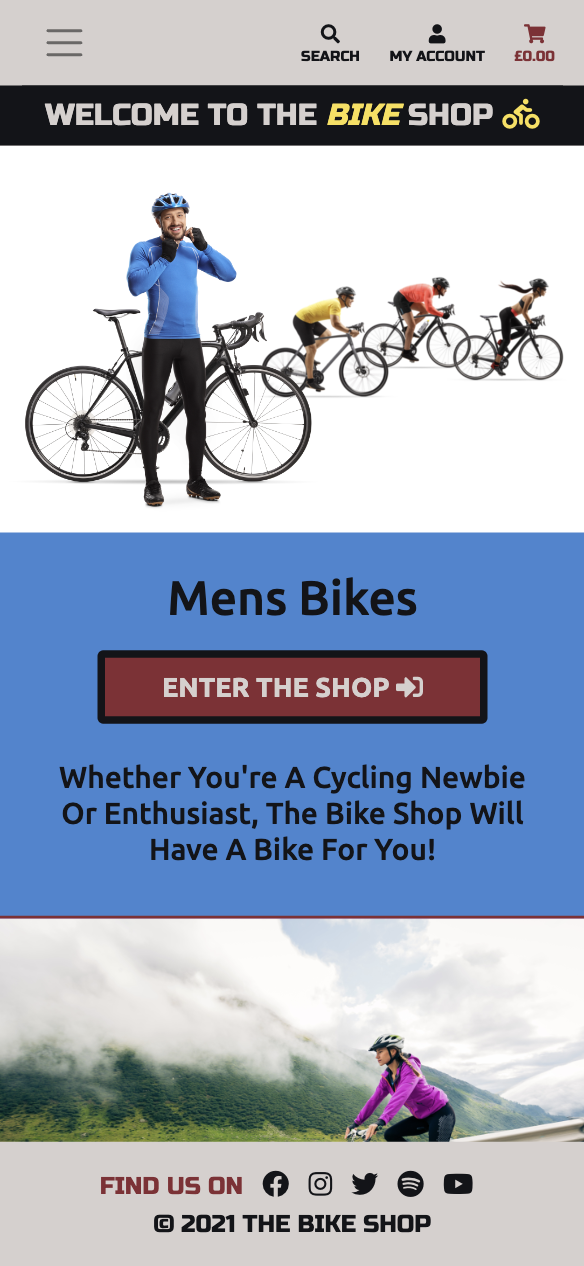 SEARCH MY ACCOUNT £0.00
WELCOME TO THE BIKE SHOP
Mens Bikes
ENTER THE SHOP
Whether You're A Cycling Newbie
Or Enthusiast, The Bike Shop Will
Have A Bike For You!
FIND US ON
© 2021 THE BIKE SHOP